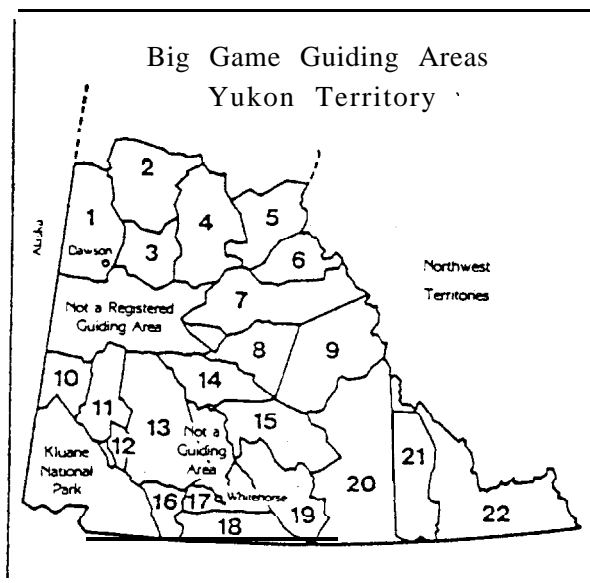 Big Game Guiding Areas
Yukon Territory
2
1
4
5
Alaska
3
Dawson
6
Northwest
Territories
7
Not a Registered
Guiding Area
8
9
10
14
11
13
15
Not a
Guiding
Area
12
Kluane
National
Park
21
20
16
17
Whitehorse
18
19
22